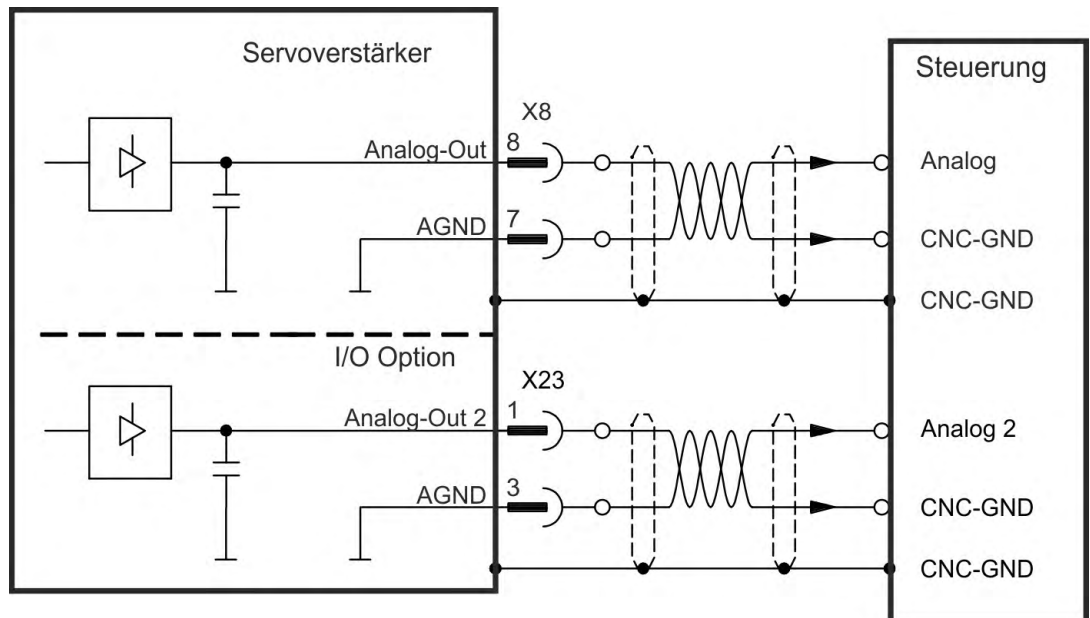 Servoverstärker
Steuerung
X8
Analog-Out 8 Analog
AGND 7 CNC-GND
CNC-GND
I/O Option
X23
Analog-Out 2 1 Analog 2
AGND 3 CNC-GND
CNC-GND